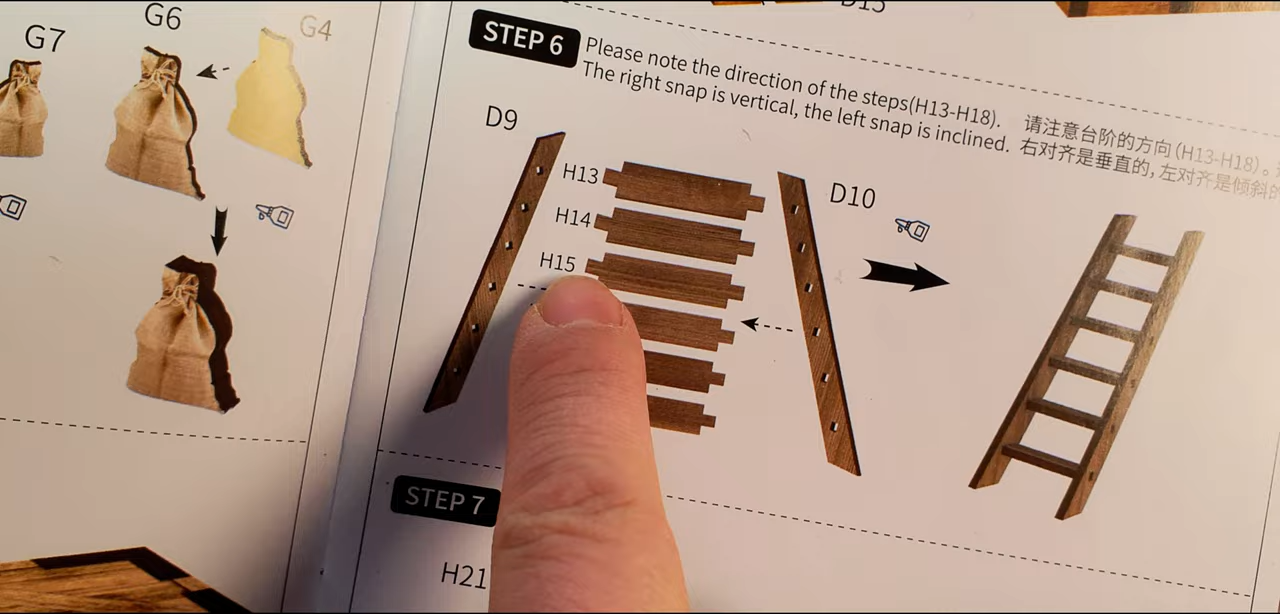 G7
G6
G4
D15
STEP 6
Please note the direction of the steps(H13-H18).
The right snap is vertical, the left snap is inclined.
请注意台阶的方向(H13-H18)。
右对齐是垂直的,左对齐是倾斜的
D9
H13
H14
H15
D10
STEP 7
H21